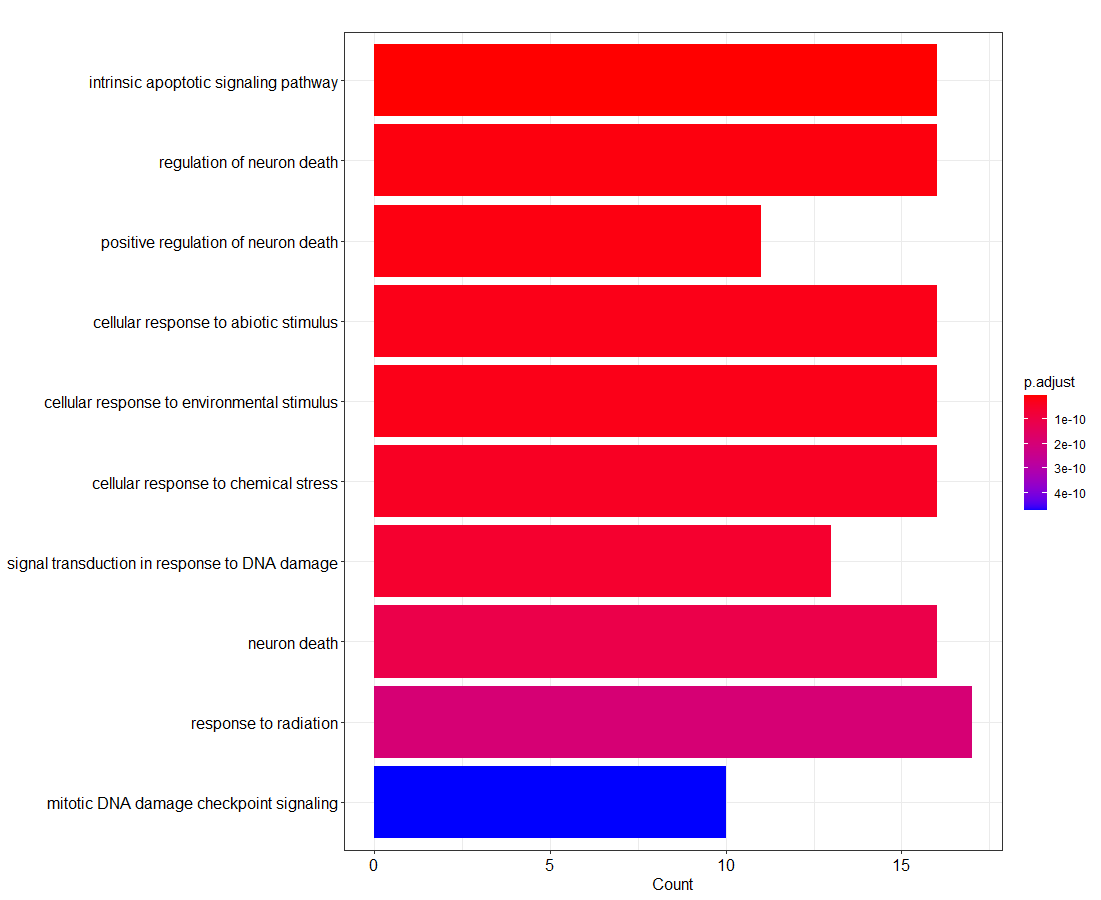 intrinsic apoptotic signaling pathway
regulation of neuron death
positive regulation of neuron death
cellular response to abiotic stimulus
cellular response to environmental stimulus
cellular response to chemical stress
signal transduction in response to DNA damage
neuron death
response to radiation
mitotic DNA damage checkpoint signaling
0 5 10 15
Count
p.adjust
1e-10
2e-10
3e-10
4e-10